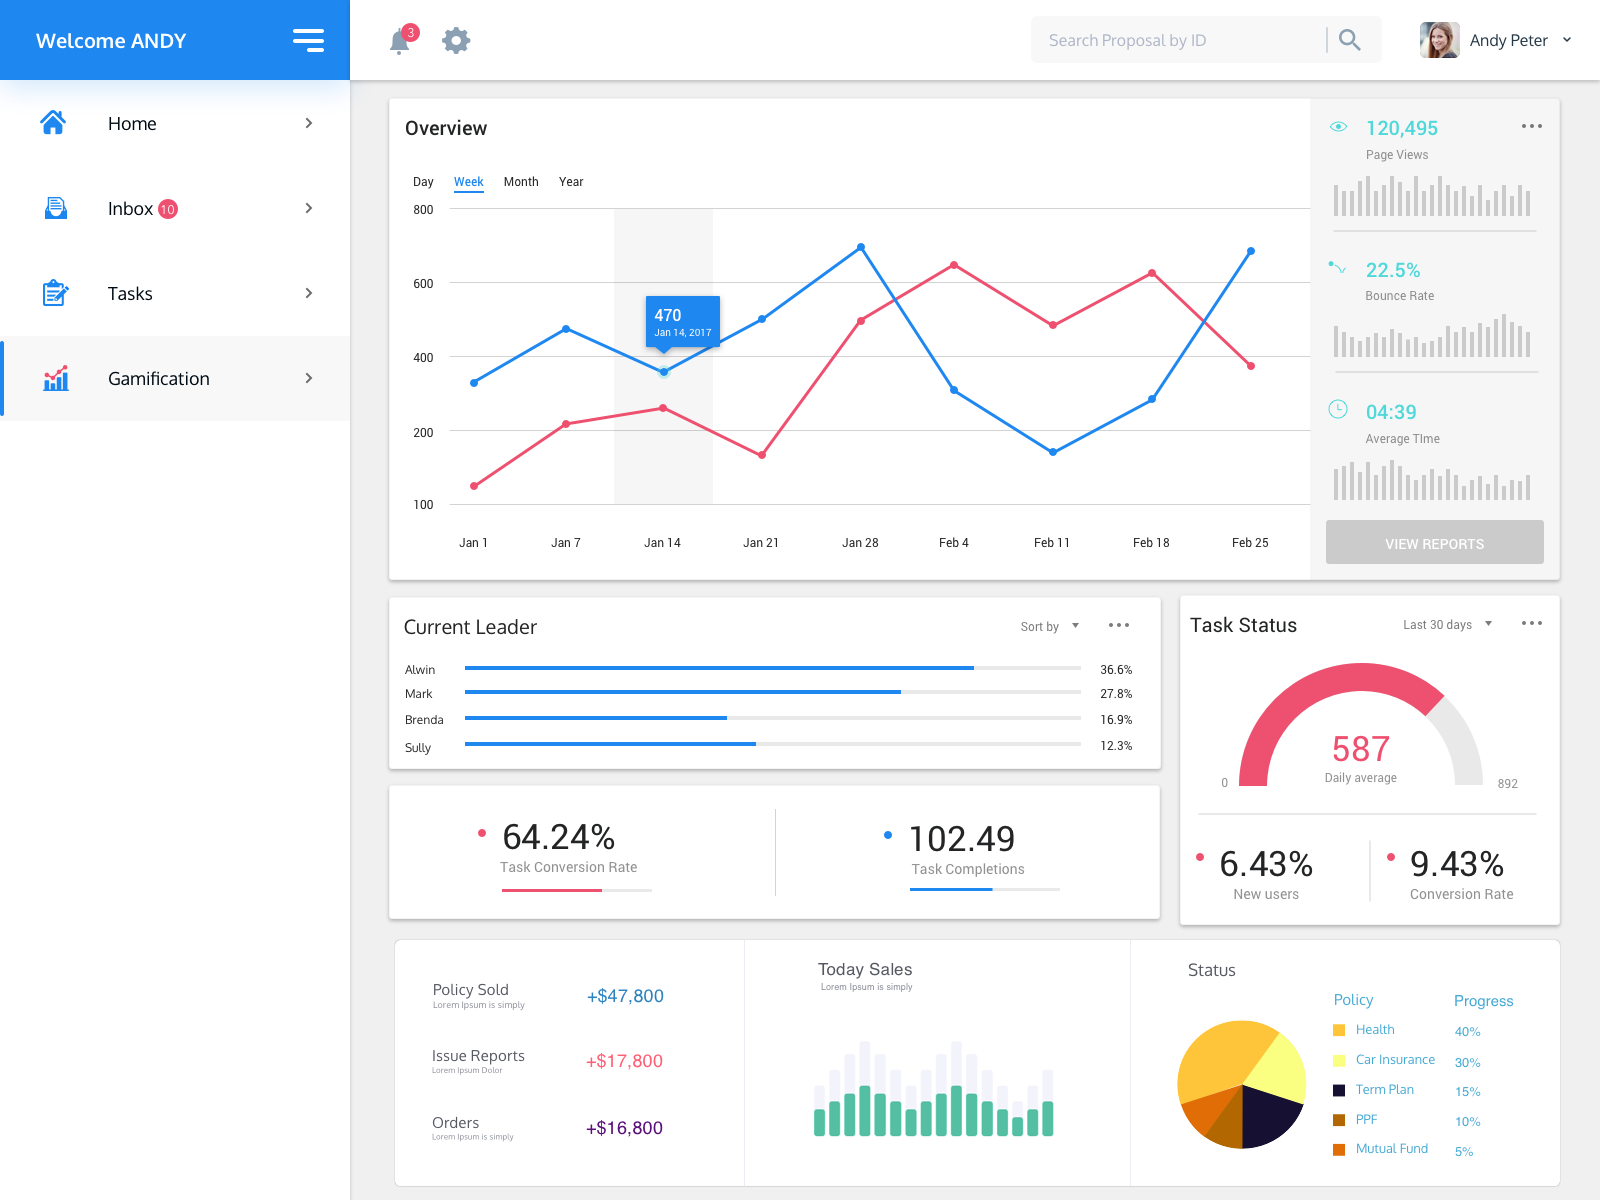 Welcome ANDY
3
Search Proposal by ID
Andy Peter
Home
Inbox 10
Tasks
Gamification
Overview
Day Week Month Year
800
600
400
200
100
470
Jan 14, 2017
Jan 1 Jan 7 Jan 14 Jan 21 Jan 28 Feb 4 Feb 11 Feb 18 Feb 25
120,495
Page Views
22.5%
Bounce Rate
04:39
Average TIme
VIEW REPORTS
Current Leader
Sort by
Alwin 36.6%
Mark 27.8%
Brenda 16.9%
Sully 12.3%
Task Status
Last 30 days
587
Daily average
0
892
6.43%
New users
9.43%
Conversion Rate
64.24%
Task Conversion Rate
102.49
Task Completions
Policy Sold
Lorem Ipsum is simply
+$47,800
Issue Reports
Lorem Ipsum Dolor
+$17,800
Orders
Lorem Ipsum is simply
+$16,800
Today Sales
Lorem Ipsum is simply
Status
Policy Progress
Health 40%
Car Insurance 30%
Term Plan 15%
PPF 10%
Mutual Fund 5%